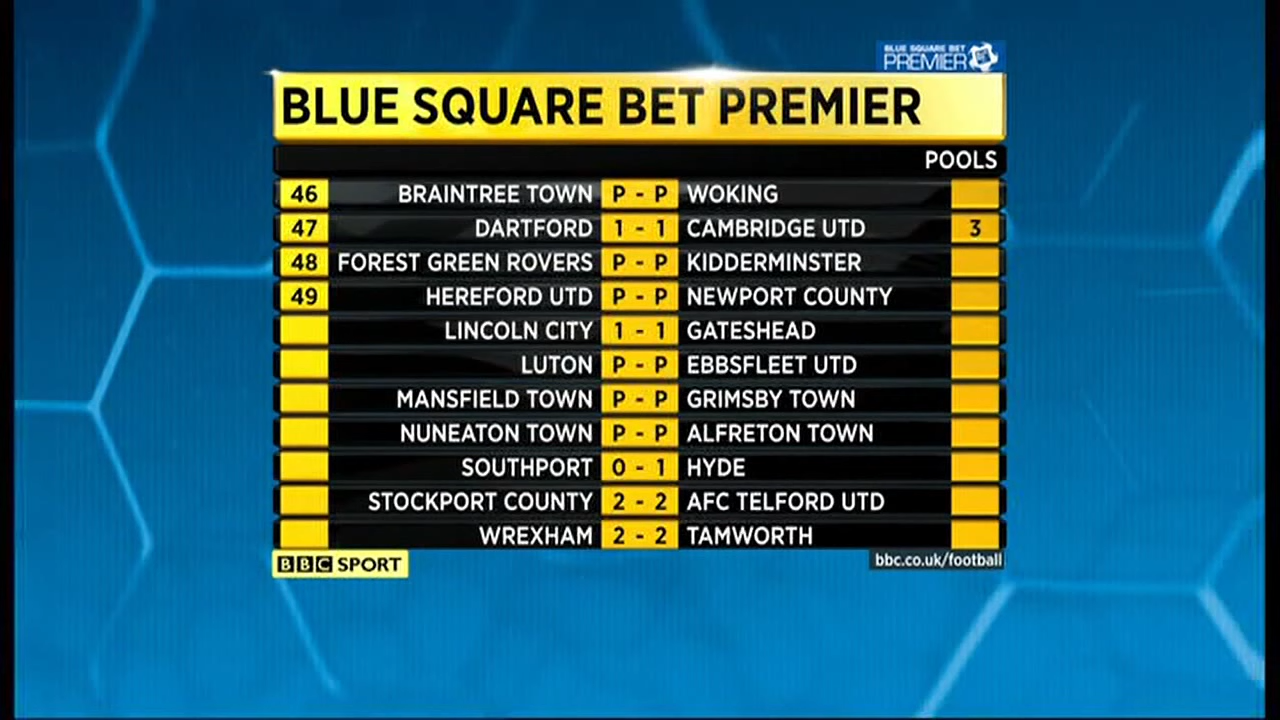 BLUE SQUARE BET
PREMIER
BLUE SQUARE BET PREMIER
POOLS
46 BRAINTREE TOWN P - P WOKING
47 DARTFORD 1 - 1 CAMBRIDGE UTD 3
48 FOREST GREEN ROVERS P - P KIDDERMINSTER
49 HEREFORD UTD P - P NEWPORT COUNTY
LINCOLN CITY 1 - 1 GATESHEAD
LUTON P - P EBBSFLEET UTD
MANSFIELD TOWN P - P GRIMSBY TOWN
NUNEATON TOWN P - P ALFRETON TOWN
SOUTHPORT 0 - 1 HYDE
STOCKPORT COUNTY 2 - 2 AFC TELFORD UTD
WREXHAM 2 - 2 TAMWORTH
BBC SPORT bbc.co.uk/football